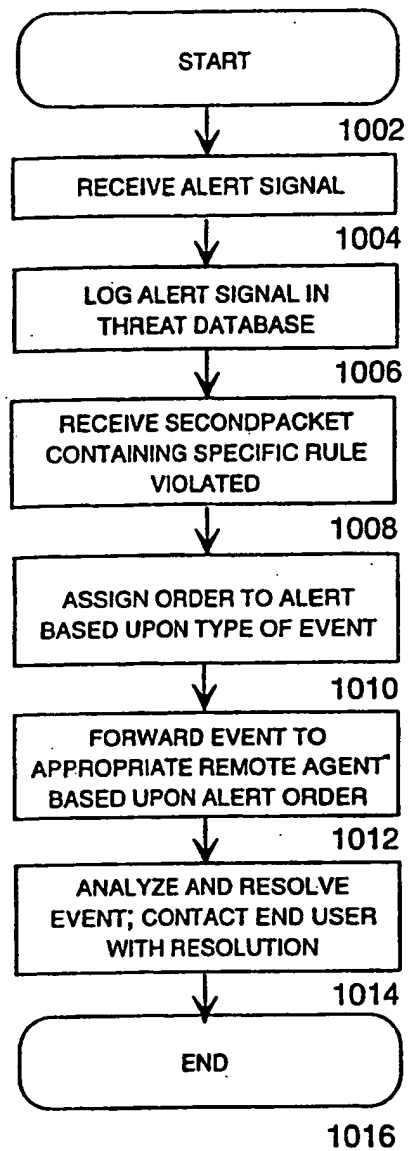 START
1002
RECEIVE ALERT SIGNAL
1004
LOG ALERT SIGNAL IN
THREAT DATABASE
1006
RECEIVE SECONDPACKET
CONTAINING SPECIFIC RULE
VIOLATED
1008
ASSIGN ORDER TO ALERT
BASED UPON TYPE OF EVENT
1010
FORWARD EVENT TO
APPROPRIATE REMOTE AGENT
BASED UPON ALERT ORDER
1012
ANALYZE AND RESOLVE
EVENT; CONTACT END USER
WITH RESOLUTION
1014
END
1016